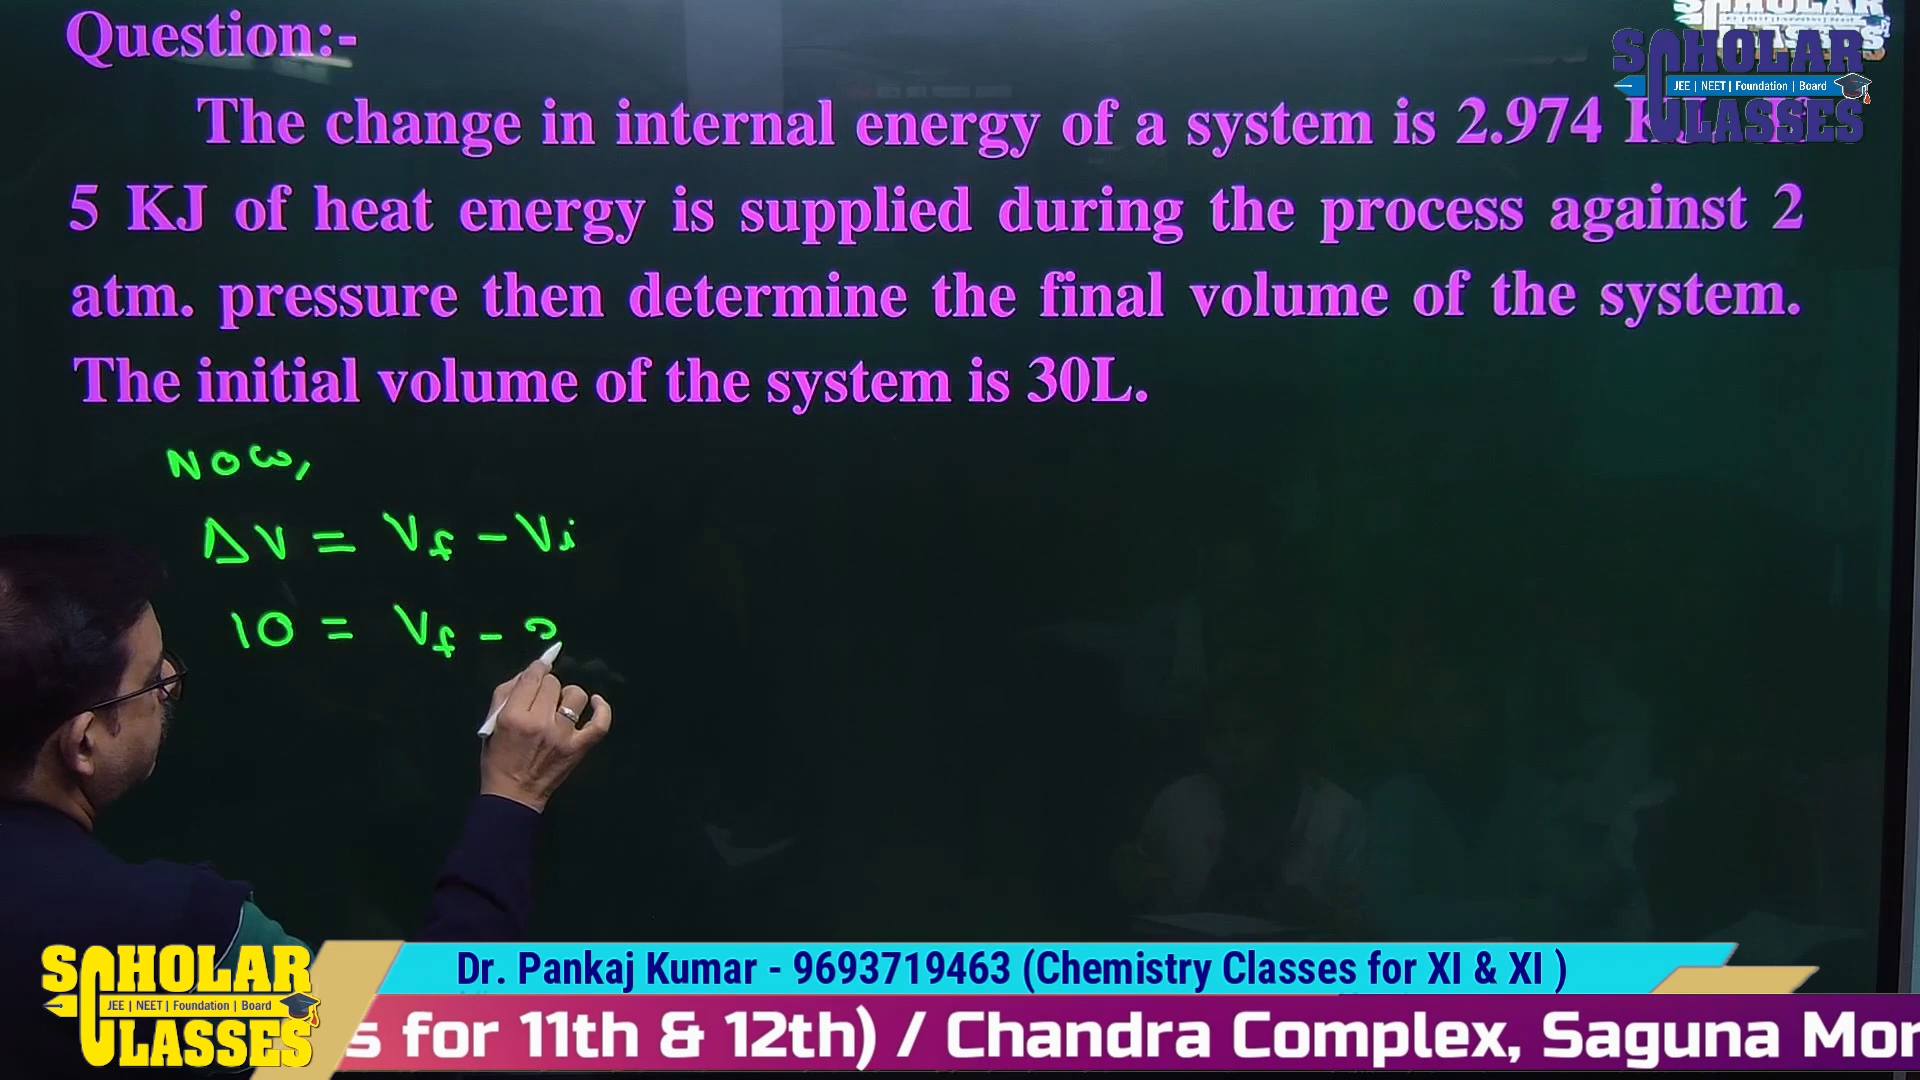 Question:-
SCHOLAR
JEE | NEET | Foundation | Board
CLASSES
The change in internal energy of a system is 2.974
5 KJ of heat energy is supplied during the process against 2
atm. pressure then determine the final volume of the system.
The initial volume of the system is 30L.
NOW,
ΔV = Vf - Vi
10 = Vf -
SCHOLAR
JEE | NEET | Foundation | Board
CLASSES
Dr. Pankaj Kumar - 9693719463 (Chemistry Classes for XI & XI )
s for 11th & 12th) / Chandra Complex, Saguna Mor